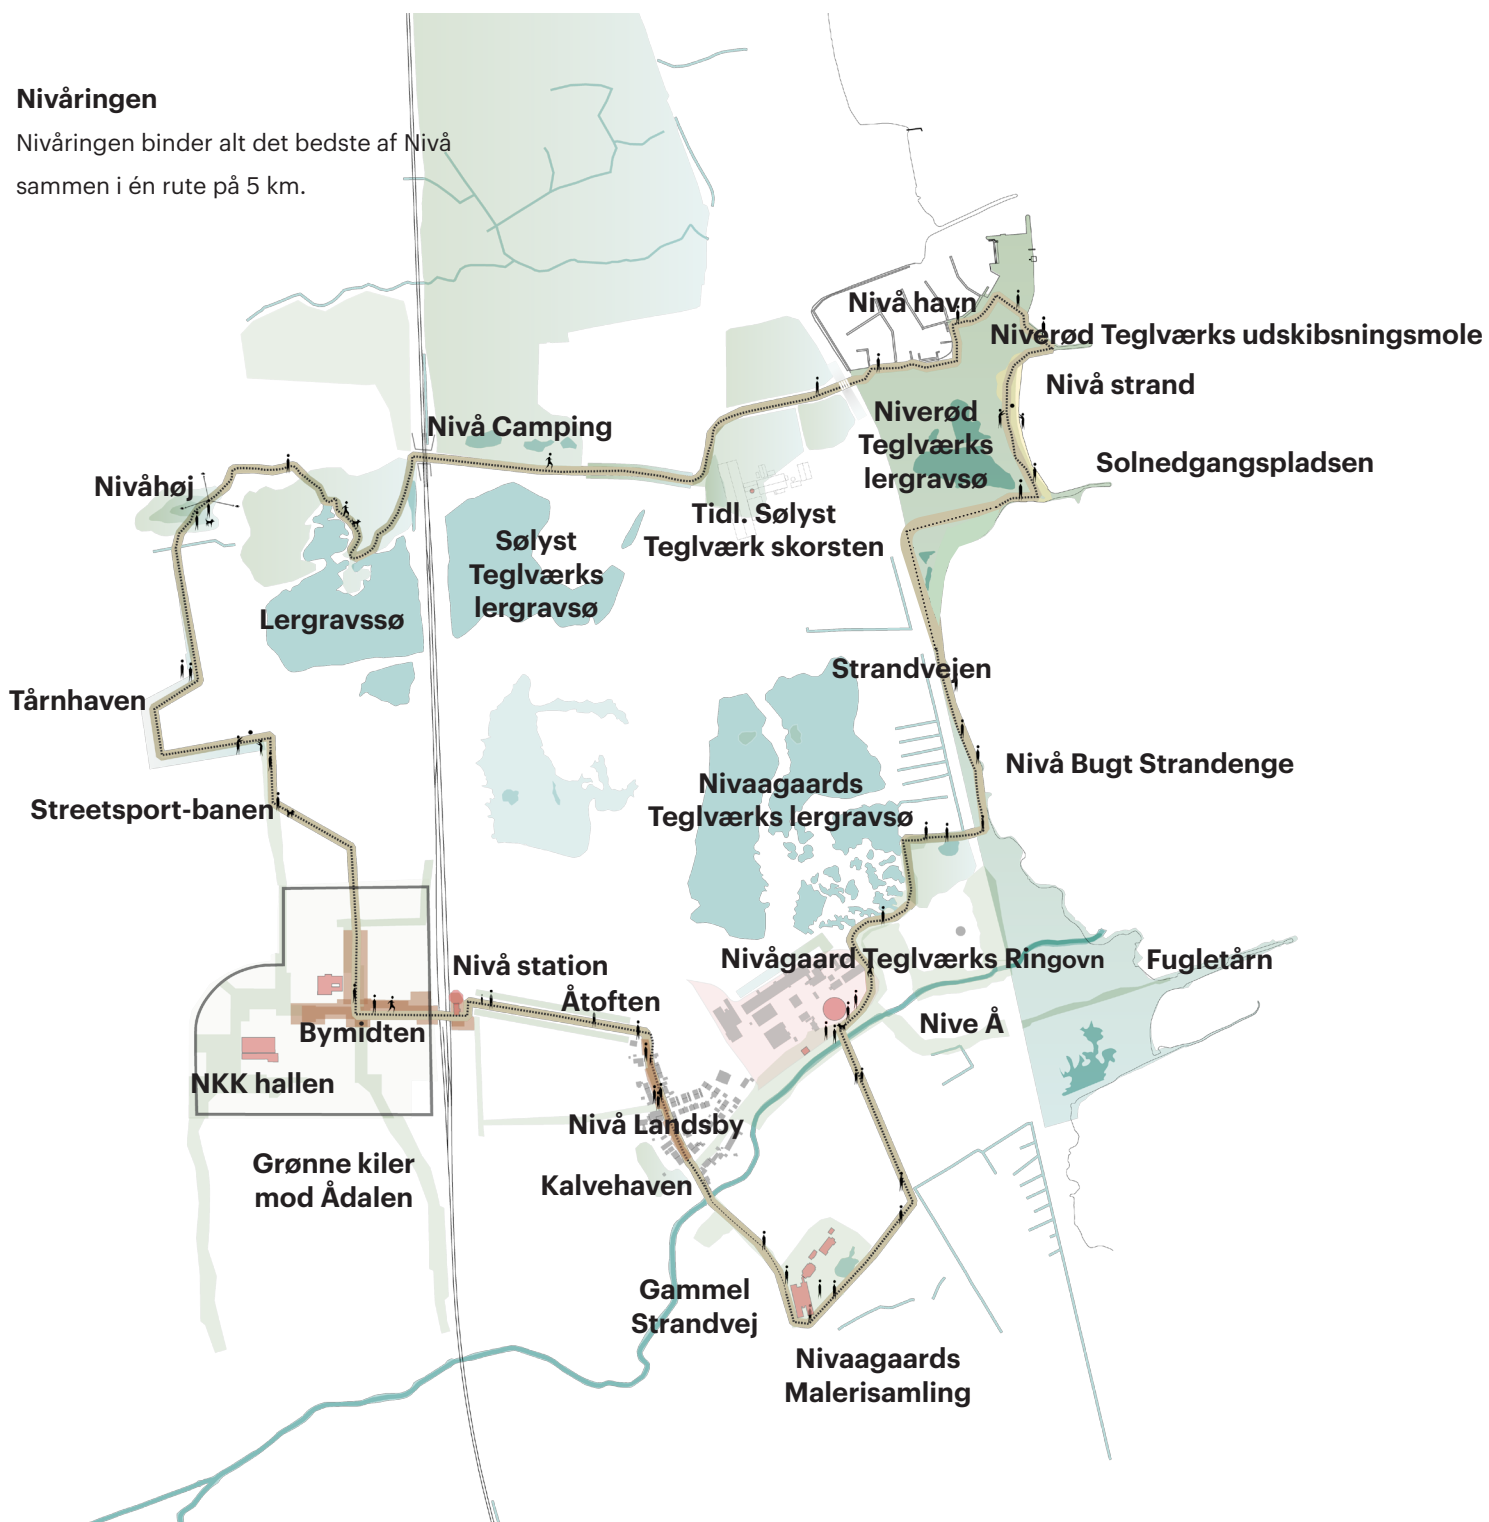 Nivåringen
Nivåringen binder alt det bedste af Nivå
sammen i én rute på 5 km.
Nivå havn
Niverød Teglværks udskibsningsmole
Nivå strand
Niverød
Teglværks
lergravsø
Nivå Camping
Solnedgangspladsen
Nivåhøj
Tidl. Sølyst
Teglværk skorsten
Sølyst
Teglværks
lergravsø
Lergravssø
Strandvejen
Tårnhaven
Nivå Bugt Strandenge
Nivaagaards
Teglværks lergravsø
Streetsport-banen
Nivågaard Teglværks Ringovn
Fugletårn
Nivå station
Åtoften
Nive Å
Bymidten
NKK hallen
Nivå Landsby
Grønne kiler
mod Ådalen
Kalvehaven
Gammel
Strandvej
Nivaagaards
Malerisamling